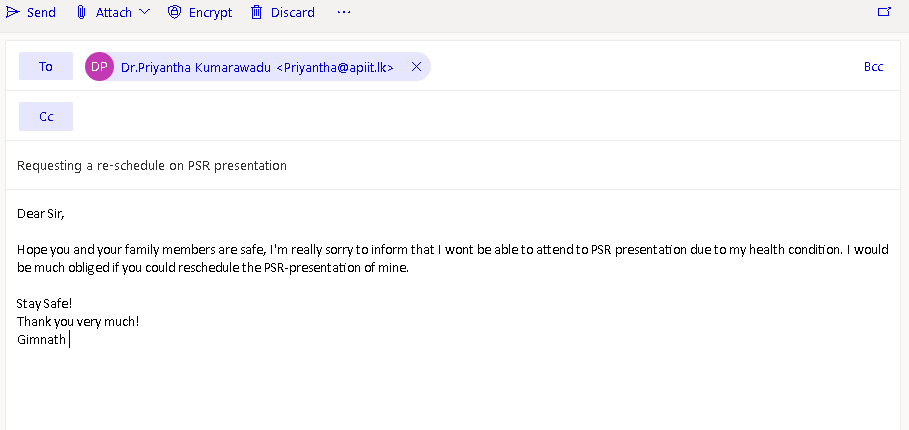 Send Attach Encrypt Discard ...
To DP Dr.Priyantha Kumarawadu <Priyantha@apiit.lk> Bcc
Cc
Requesting a re-schedule on PSR presentation
Dear Sir,
Hope you and your family members are safe, I'm really sorry to inform that I wont be able to attend to PSR presentation due to my health condition. I would
be much obliged if you could reschedule the PSR-presentation of mine.
Stay Safe!
Thank you very much!
Gimnath